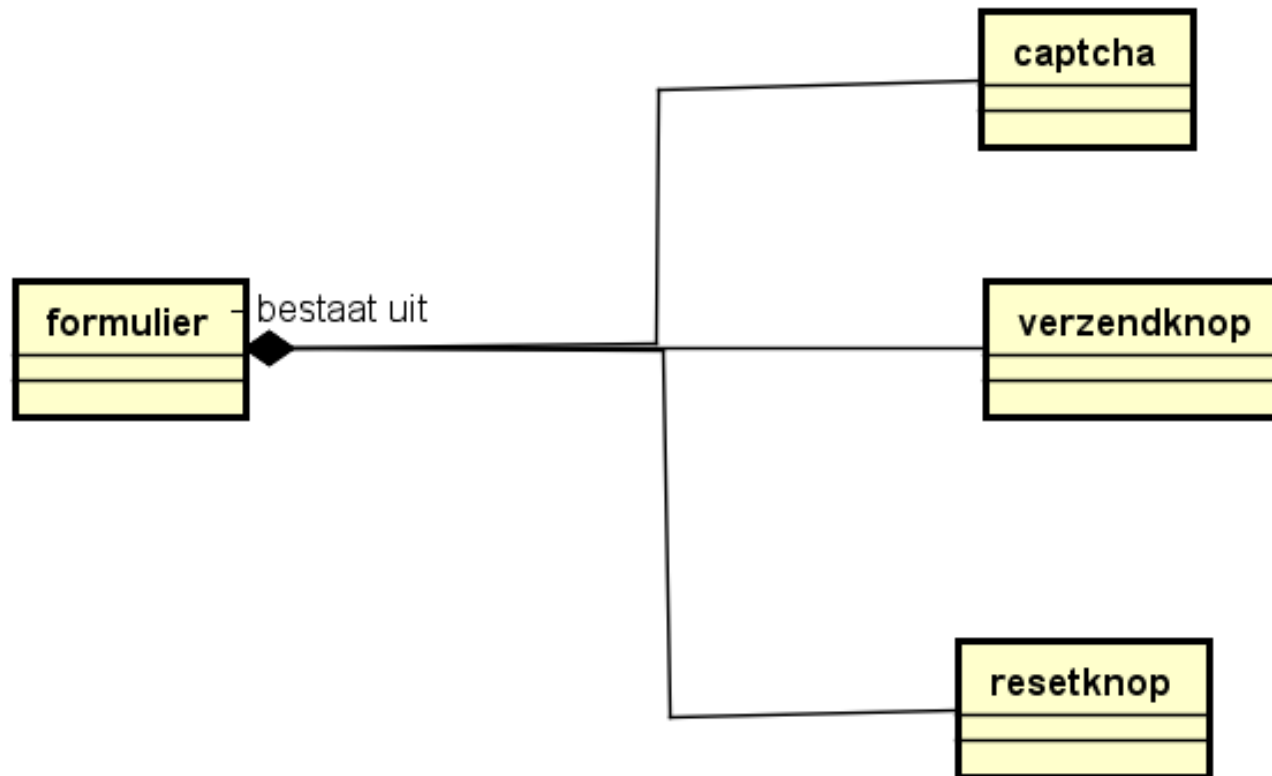 captcha
formulier
- bestaat uit
verzendknop
resetknop